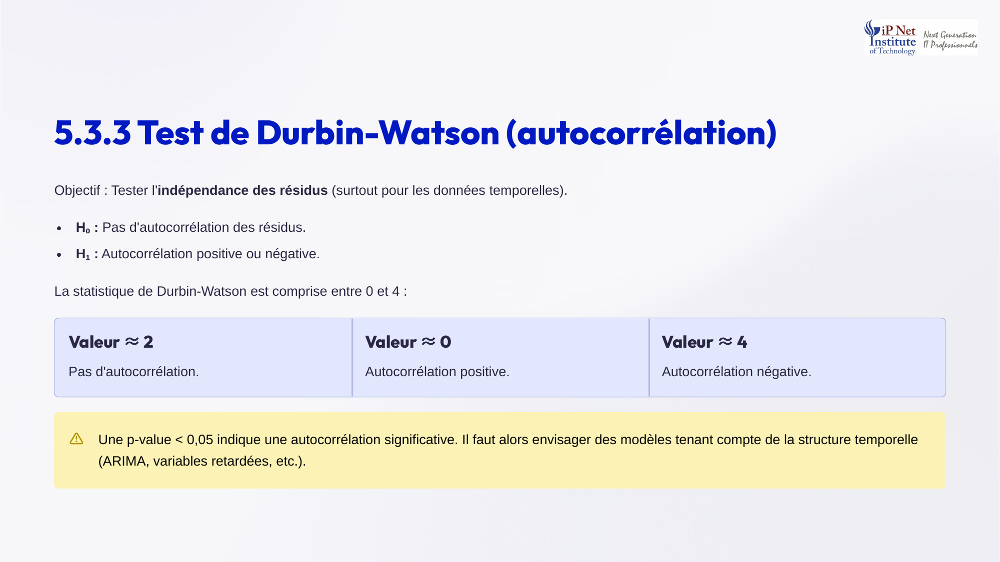 iP Net
Institute
of Technology
Next Generation
IT Professionnels
5.3.3 Test de Durbin-Watson (autocorrélation)
Objectif : Tester l'indépendance des résidus (surtout pour les données temporelles).
• H₀ : Pas d'autocorrélation des résidus.
• H₁ : Autocorrélation positive ou négative.
La statistique de Durbin-Watson est comprise entre 0 et 4 :
Valeur ≈ 2
Pas d'autocorrélation.
Valeur ≈ 0
Autocorrélation positive.
Valeur ≈ 4
Autocorrélation négative.
Une p-value < 0,05 indique une autocorrélation significative. Il faut alors envisager des modèles tenant compte de la structure temporelle
(ARIMA, variables retardées, etc.).